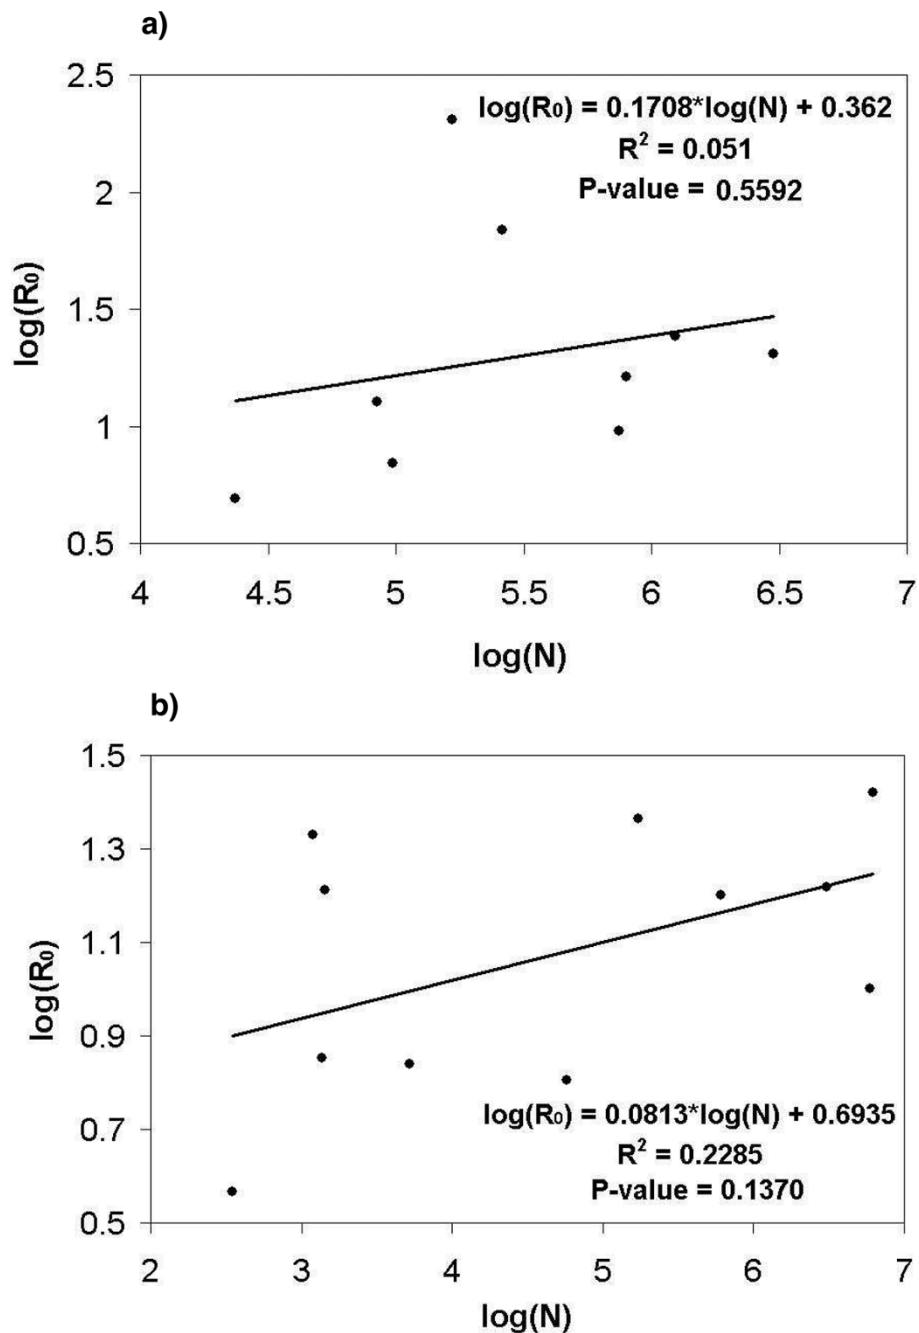 a)
2.5
log(R₀) = 0.1708*log(N) + 0.362
R² = 0.051
P-value = 0.5592
2
1.5
1
0.5
log(R₀)
4 4.5 5 5.5 6 6.5 7
log(N)
b)
1.5
1.3
1.1
0.9
0.7
0.5
log(R₀)
log(R₀) = 0.0813*log(N) + 0.6935
R² = 0.2285
P-value = 0.1370
2 3 4 5 6 7
log(N)